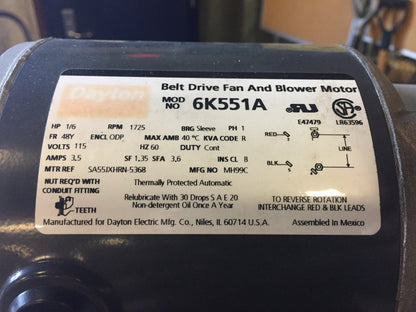 Dayton
Belt Drive Fan And Blower Motor
MOD NO 6K551A
E47479 LR63596
HP 1/6 RPM 1725 BRG Sleeve PH 1
FR 48Y ENCL ODP MAX AMB 40 °C KVA CODE R
VOLTS 115 HZ 60 DUTY Cont
AMPS 3.5 SF 1.35 SFA 3.6 INS CL B
MTR REF SA55JXHRN-5368 MFG NO MH99C
RED 5
LINE
BLK 2
NUT REQ'D WITH CONDUIT FITTING
Thermally Protected Automatic
TEETH
Relubricate With 30 Drops S A E 20
Non-detergent Oil Once A Year
TO REVERSE ROTATION
INTERCHANGE RED & BLK LEADS
Manufactured for Dayton Electric Mfg. Co., Niles, IL 60714 U.S.A. Assembled in Mexico